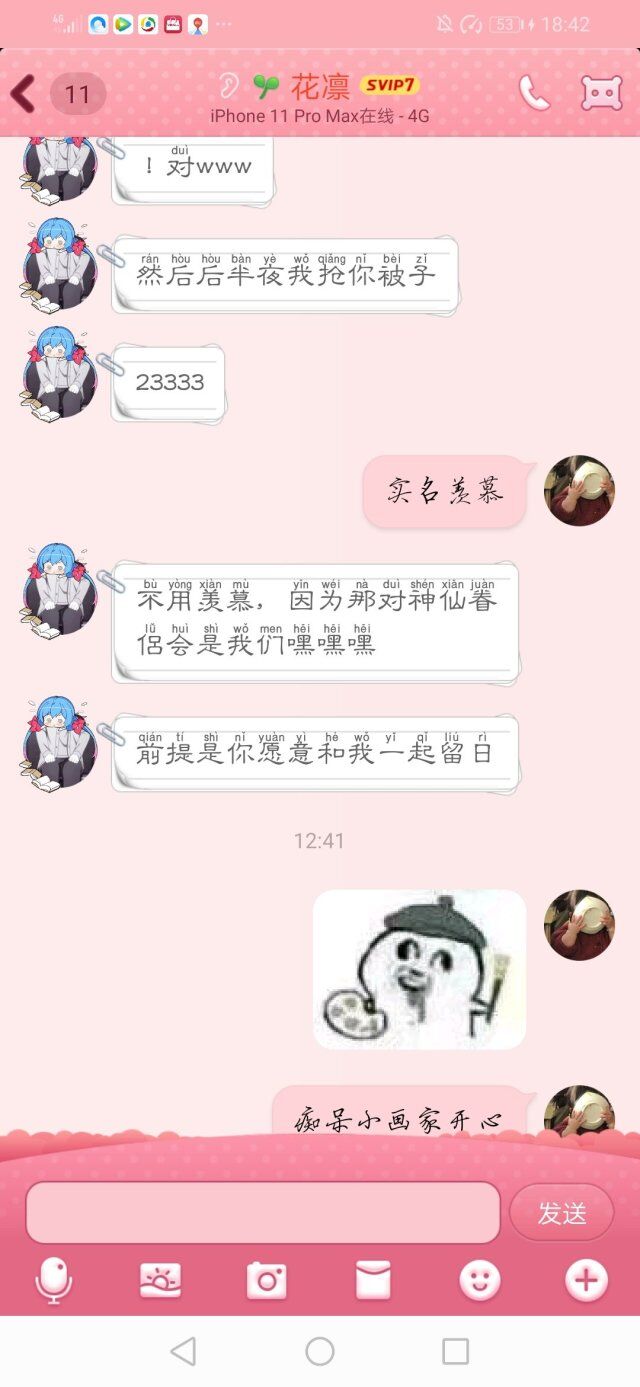 4G 53 18:42
11 花凛 SVIP7
iPhone 11 Pro Max在线 - 4G
duì
！对www
rán hòu hòu bàn yè wǒ qiǎng nǐ bèi zǐ
然后后半夜我抢你被子
23333
实名羡慕
bù yòng xiàn mù yīn wéi nà duì shén xiān juàn
不用羡慕，因为那对神仙眷
lǚ huì shì wǒ men hēi hēi hēi
侣会是我们嘿嘿嘿
qián tí shì nǐ yuàn yì hé wǒ yī qǐ liú rì
前提是你愿意和我一起留日
12:41
痴呆小画家开心
发送